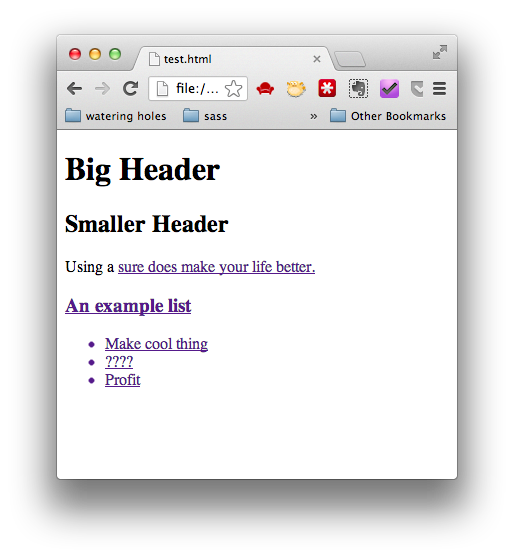 test.html
file:/...
watering holes
sass
»
Other Bookmarks
Big Header
Smaller Header
Using a sure does make your life better.
An example list
Make cool thing
????
Profit